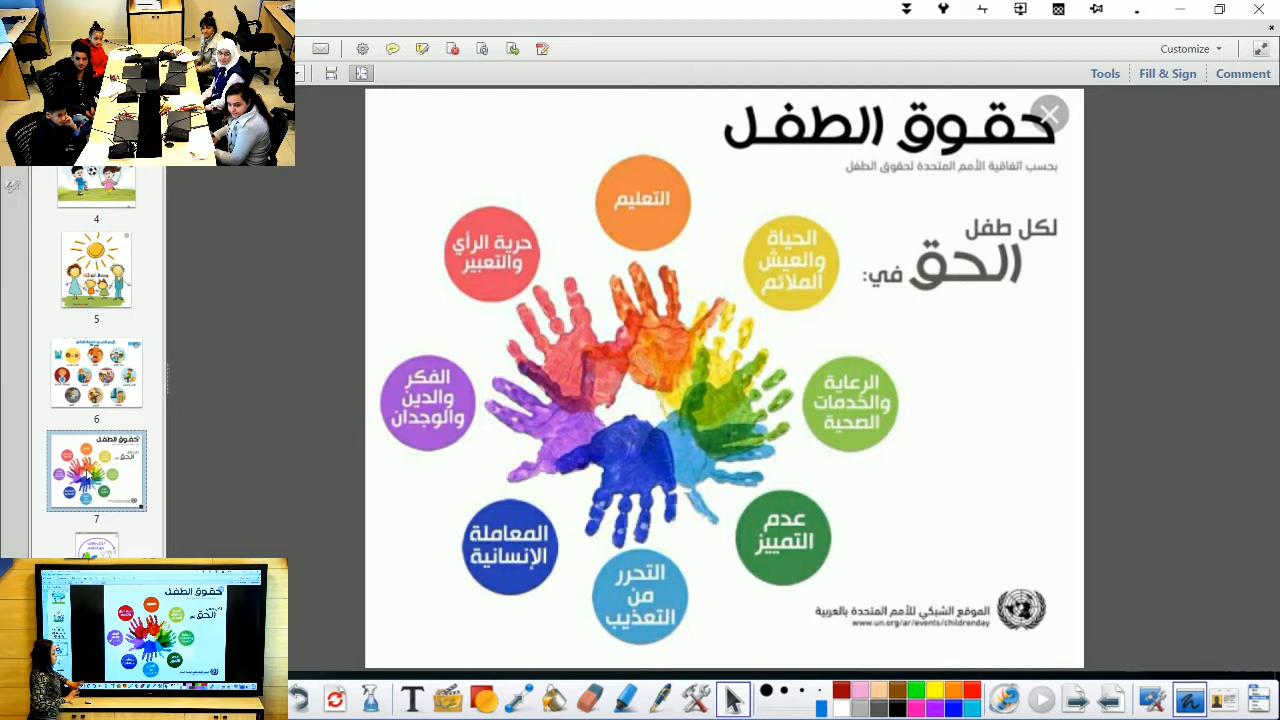 Customize
Tools
Fill & Sign
Comment
4
5
6
7
حقوق الطفل
بحسب اتفاقية الأمم المتحدة لحقوق الطفل
لكل طفل
الحق في:
التعليم
الحياة
والعيش
الملائم
حرية الرأي
والتعبير
الرعاية
والخدمات
الصحية
الفكر
والدين
والوجدان
عدم
التمييز
المعاملة
الإنسانية
التحرر
من
التعذيب
الموقع الشبكي للأمم المتحدة بالعربية
www.un.org/ar/events/childrenday